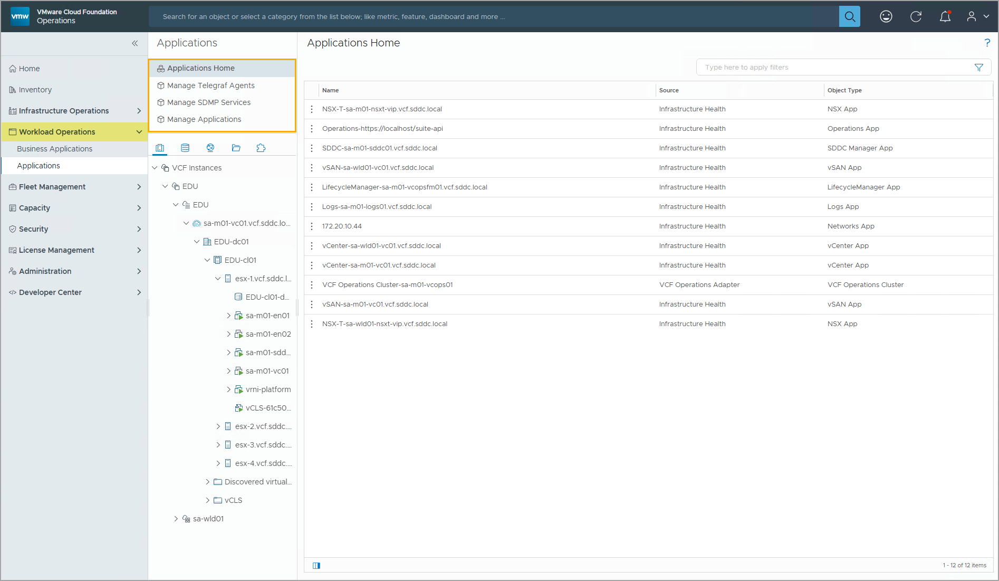 vmw
VMware Cloud Foundation
Operations
Search for an object or select a category from the list below; like metric, feature, dashboard and more ...
Home
Inventory
Infrastructure Operations
Workload Operations
Business Applications
Applications
Fleet Management
Capacity
Security
License Management
Administration
Developer Center
Applications
Applications Home
Manage Telegraf Agents
Manage SDMP Services
Manage Applications
VCF Instances
EDU
EDU
sa-m01-vc01.vcf.sddc.lo...
EDU-dc01
EDU-cl01
esx-1.vcf.sddc.l...
EDU-cl01-d...
sa-m01-en01
sa-m01-en02
sa-m01-sdd...
sa-m01-vc01
vrni-platform
vCLS-61c50...
esx-2.vcf.sddc....
esx-3.vcf.sddc....
esx-4.vcf.sddc....
Discovered virtual...
vCLS
sa-wld01
Applications Home
?
Type here to apply filters
Name Source Object Type
NSX-T-sa-m01-nsxt-vip.vcf.sddc.local Infrastructure Health NSX App
Operations-https://localhost/suite-api Infrastructure Health Operations App
SDDC-sa-m01-sddc01.vcf.sddc.local Infrastructure Health SDDC Manager App
vSAN-sa-wld01-vc01.vcf.sddc.local Infrastructure Health vSAN App
LifecycleManager-sa-m01-vcopsfm01.vcf.sddc.local Infrastructure Health LifecycleManager App
Logs-sa-m01-logs01.vcf.sddc.local Infrastructure Health Logs App
172.20.10.44 Infrastructure Health Networks App
vCenter-sa-wld01-vc01.vcf.sddc.local Infrastructure Health vCenter App
vCenter-sa-m01-vc01.vcf.sddc.local Infrastructure Health vCenter App
VCF Operations Cluster-sa-m01-vcops01 VCF Operations Adapter VCF Operations Cluster
vSAN-sa-m01-vc01.vcf.sddc.local Infrastructure Health vSAN App
NSX-T-sa-wld01-nsxt-vip.vcf.sddc.local Infrastructure Health NSX App
1 - 12 of 12 items